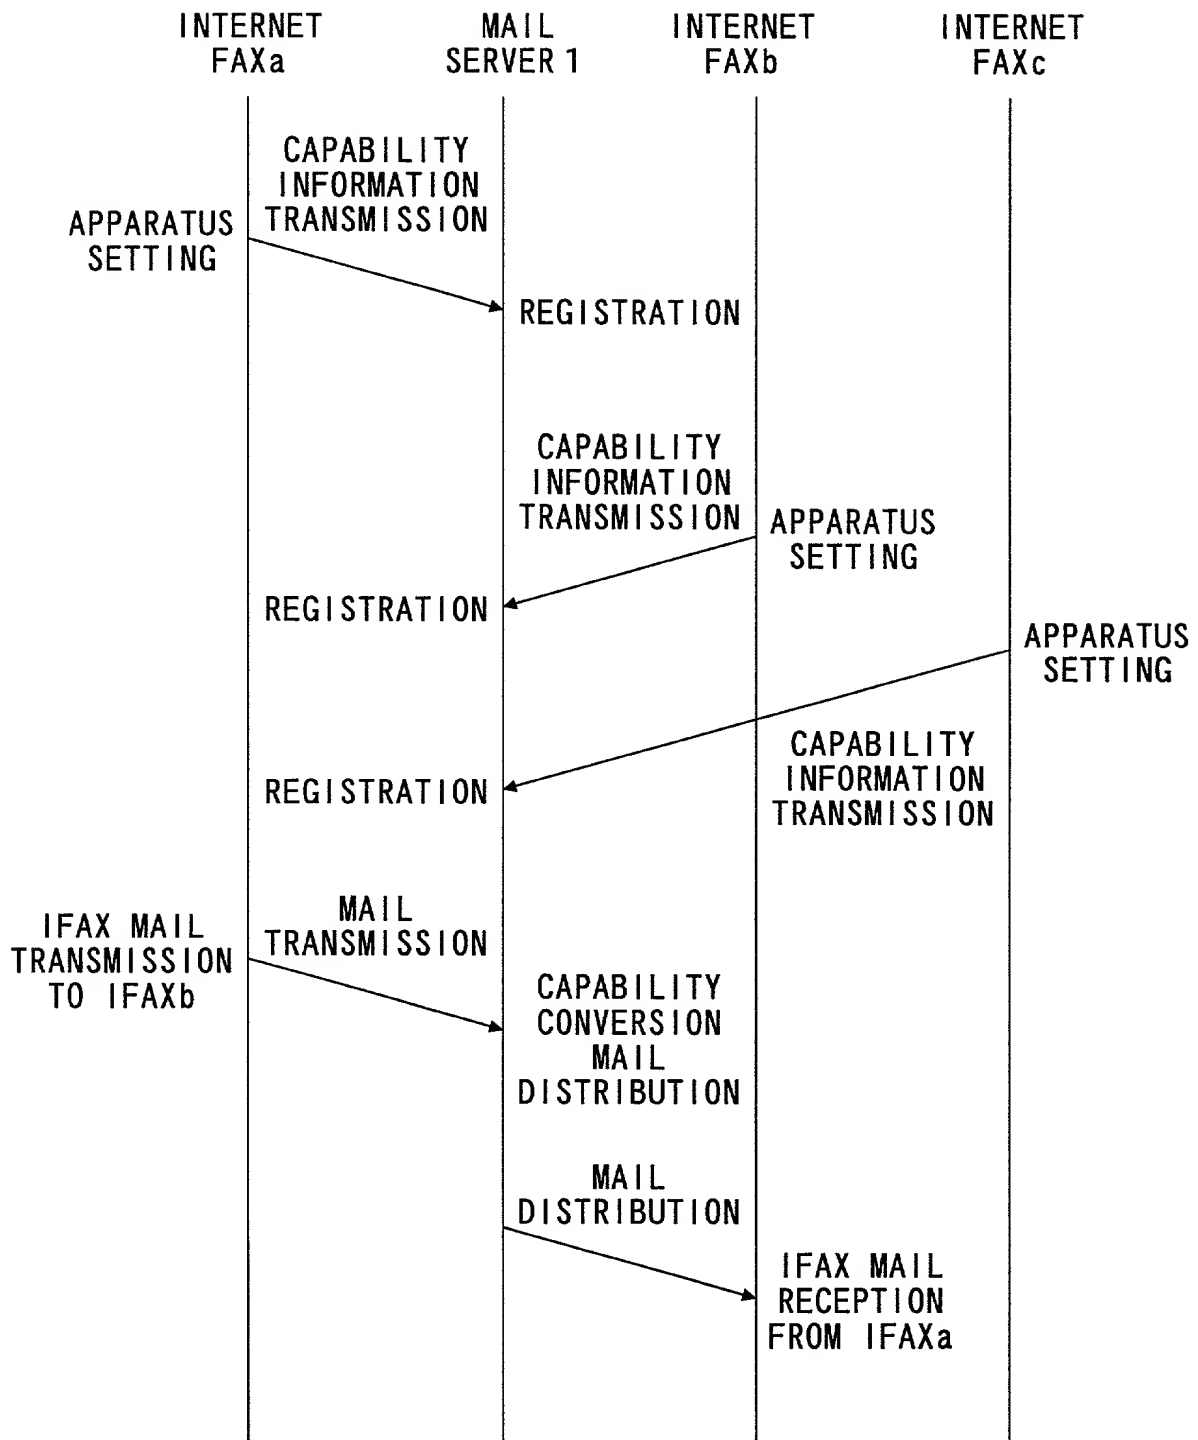 INTERNET
FAXa
MAIL
SERVER 1
INTERNET
FAXb
INTERNET
FAXc
CAPABILITY
INFORMATION
TRANSMISSION
APPARATUS
SETTING
REGISTRATION
CAPABILITY
INFORMATION
TRANSMISSION
APPARATUS
SETTING
REGISTRATION
APPARATUS
SETTING
CAPABILITY
INFORMATION
TRANSMISSION
REGISTRATION
MAIL
TRANSMISSION
IFAX MAIL
TRANSMISSION
TO IFAXb
CAPABILITY
CONVERSION
MAIL
DISTRIBUTION
MAIL
DISTRIBUTION
IFAX MAIL
RECEPTION
FROM IFAXa